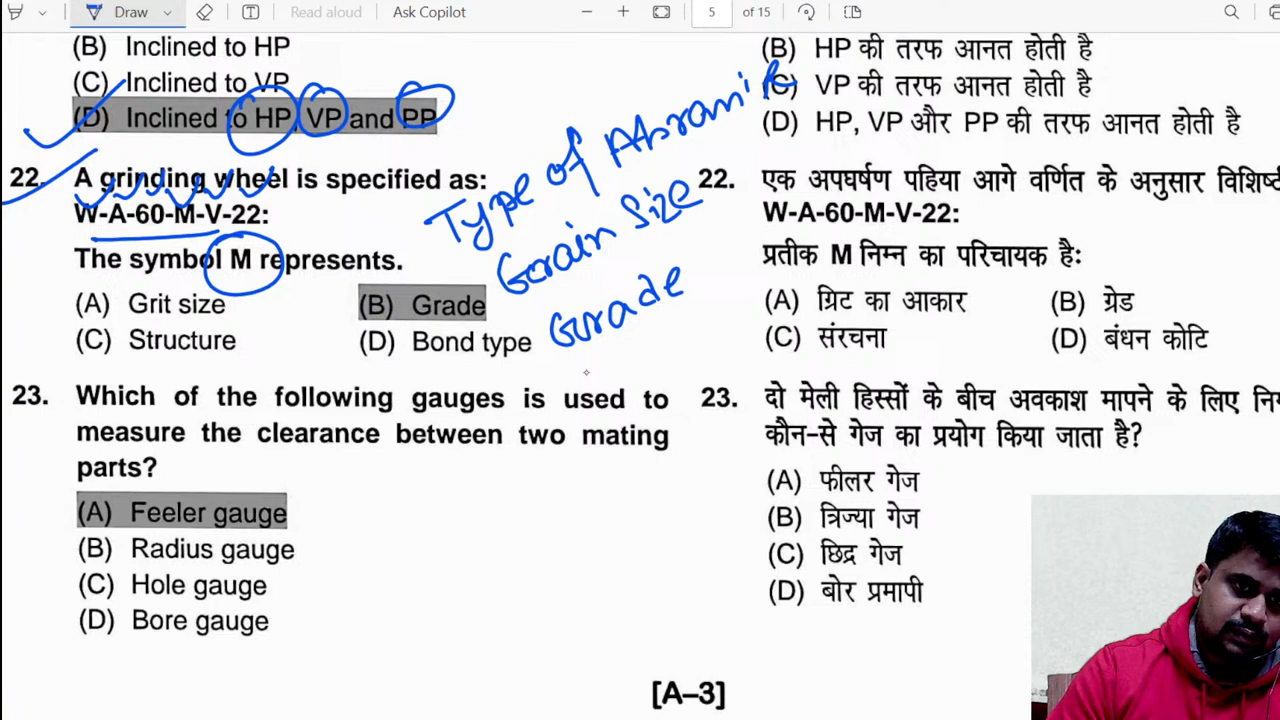 Draw
Read aloud
Ask Copilot
5
of 15
(B) Inclined to HP
(C) Inclined to VP
(D) Inclined to HP, VP and PP
22. A grinding wheel is specified as:
W-A-60-M-V-22:
The symbol M represents.
(A) Grit size
(B) Grade
(C) Structure
(D) Bond type
Type of
Grain Size
Grade
23. Which of the following gauges is used to
measure the clearance between two mating
parts?
(A) Feeler gauge
(B) Radius gauge
(C) Hole gauge
(D) Bore gauge
(B) HP की तरफ आनत होती है
(C) VP की तरफ आनत होती है
(D) HP, VP और PP की तरफ आनत होती है
22. एक अपघर्षण पहिया आगे वर्णित के अनुसार
W-A-60-M-V-22:
प्रतीक M निम्न का परिचायक है:
(A) ग्रिट का आकार
(B) ग्रेड
(C) संरचना
(D) बंधन कोटि
23. दो मेली हिस्सों के बीच अवकाश मापने के लिए
कौन-से गेज का प्रयोग किया जाता है?
(A) फीलर गेज
(B) त्रिज्या गेज
(C) छिद्र गेज
(D) बोर प्रमापी
[A–3]